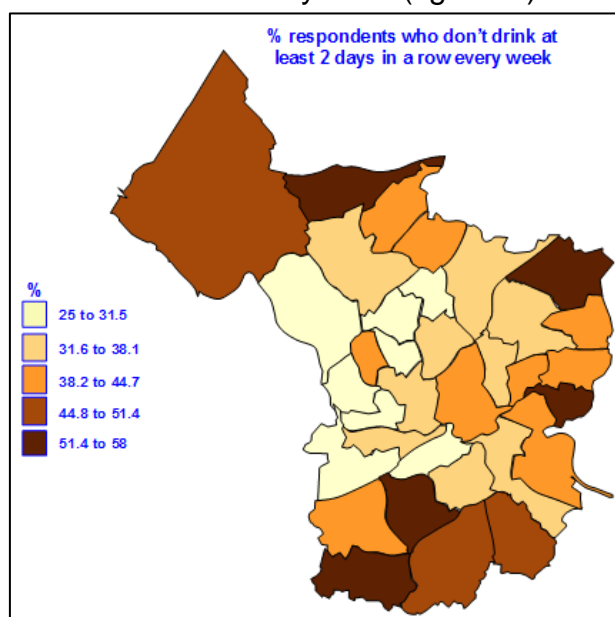 % respondents who don't drink at
least 2 days in a row every week
%
25 to 31.5
31.6 to 38.1
38.2 to 44.7
44.8 to 51.4
51.4 to 58